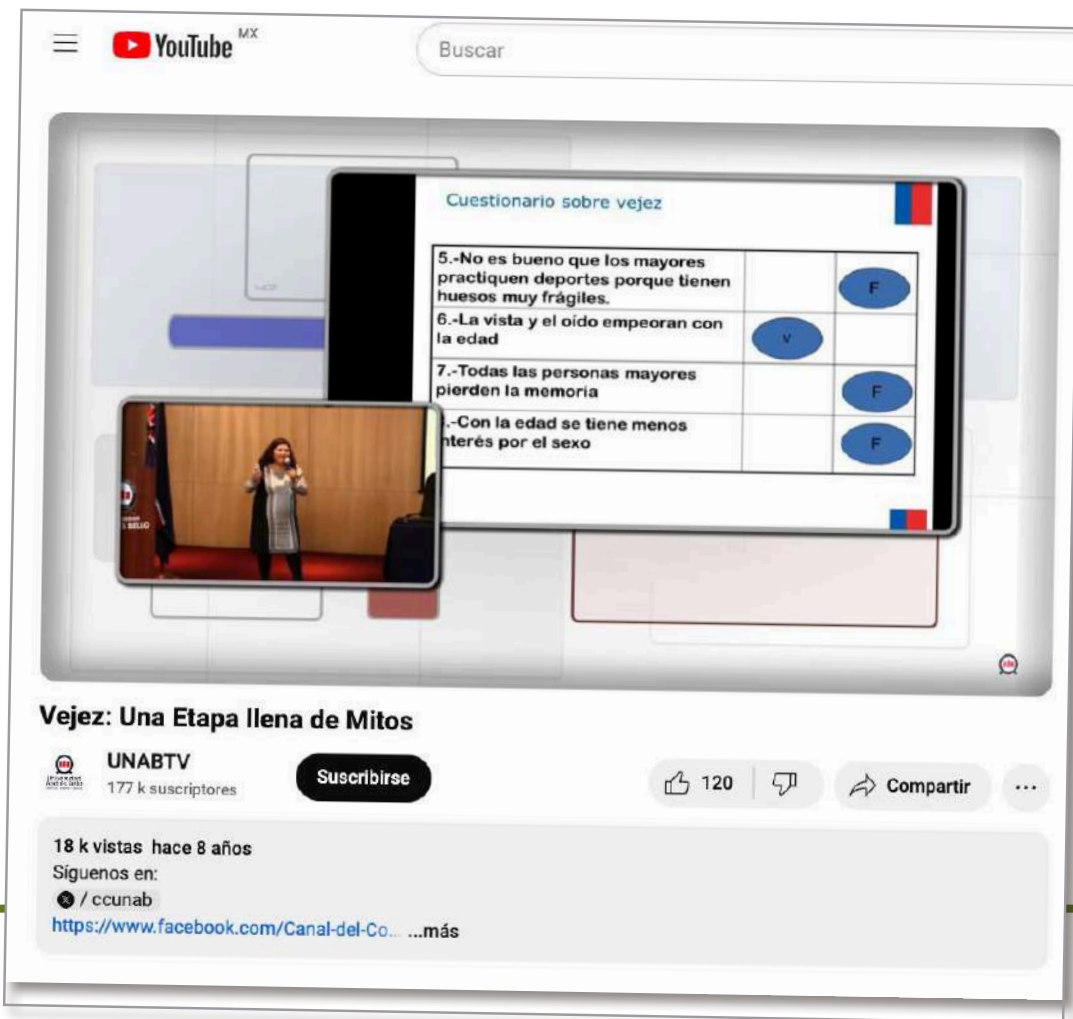 YouTube MX
Buscar
Cuestionario sobre vejez
5.-No es bueno que los mayores
practiquen deportes porque tienen
huesos muy frágiles.
F
6.-La vista y el oído empeoran con
la edad
V
7.-Todas las personas mayores
pierden la memoria
F
.-Con la edad se tiene menos
nterés por el sexo
F
BELLO
Vejez: Una Etapa llena de Mitos
UNABTV
177 k suscriptores
Suscribirse
120
Compartir
...
18 k vistas hace 8 años
Síguenos en:
/ ccunab
https://www.facebook.com/Canal-del-Co... ...más